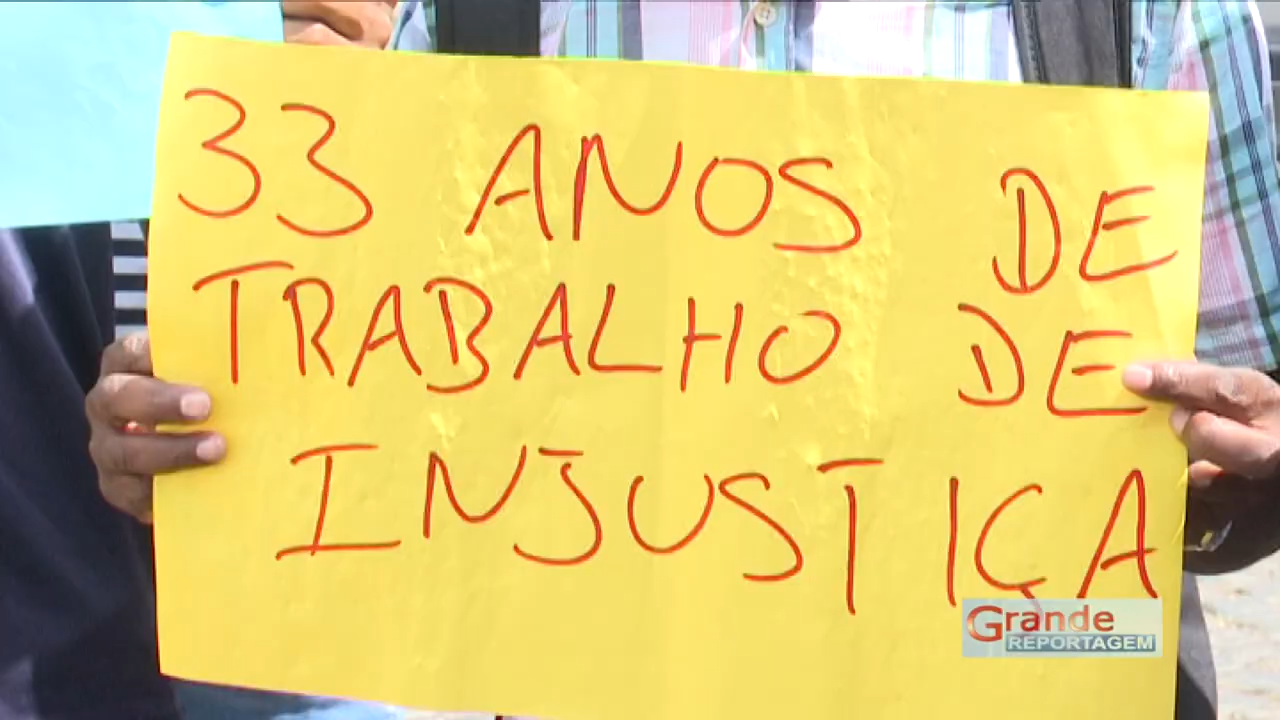 33 ANOS DE
TRABALHO DE
INJUSTIÇA
Grande
REPORTAGEM